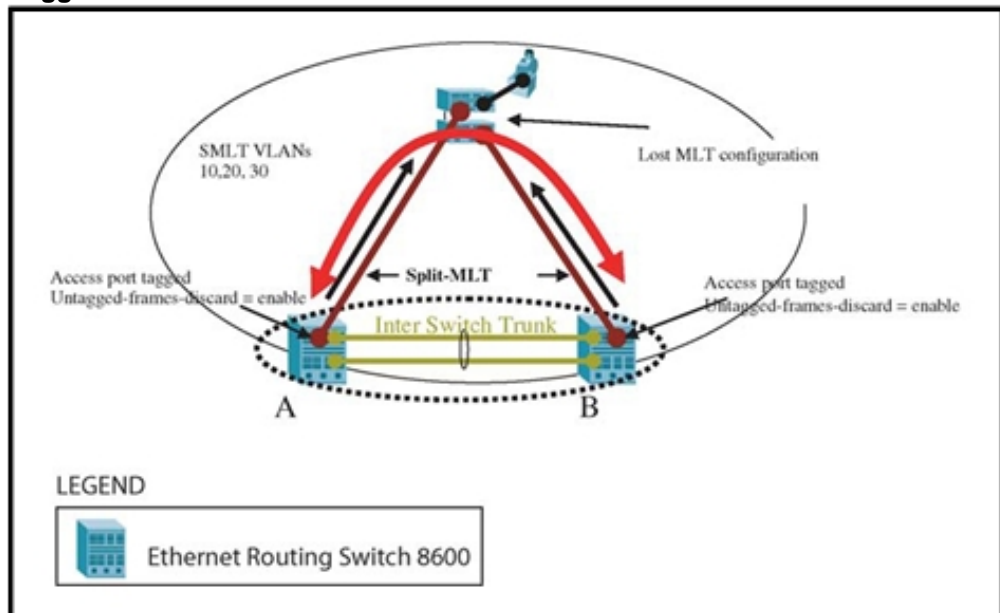 SMLT VLANs
10,20, 30
Lost MLT configuration
Access port tagged
Untagged-frames-discard = enable
Split-MLT
Access port tagged
Untagged-frames-discard = enable
Inter Switch Trunk
A
B
LEGEND
Ethernet Routing Switch 8600